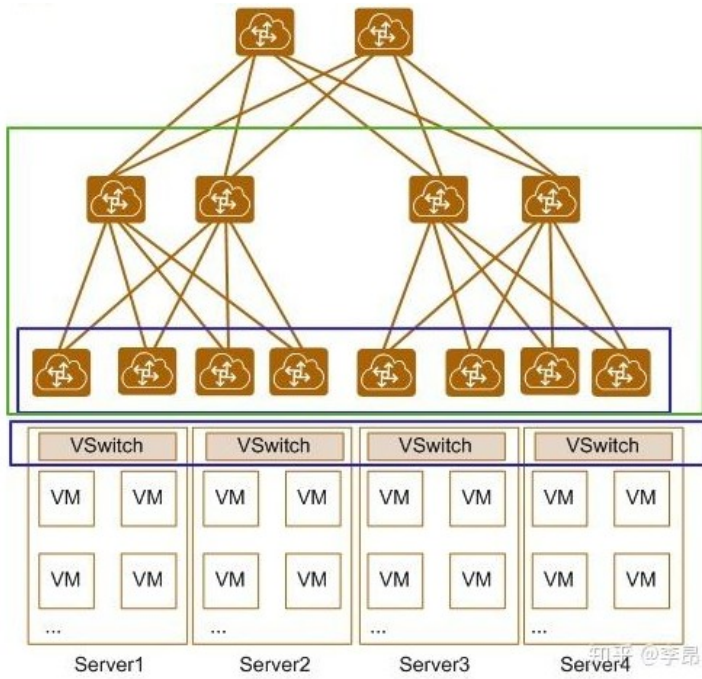 VSwitch VSwitch VSwitch VSwitch
VM VM VM VM VM VM VM VM
VM VM VM VM VM VM VM VM
... ... ... ...
Server1 Server2 Server3 Server4
知乎 @李昂